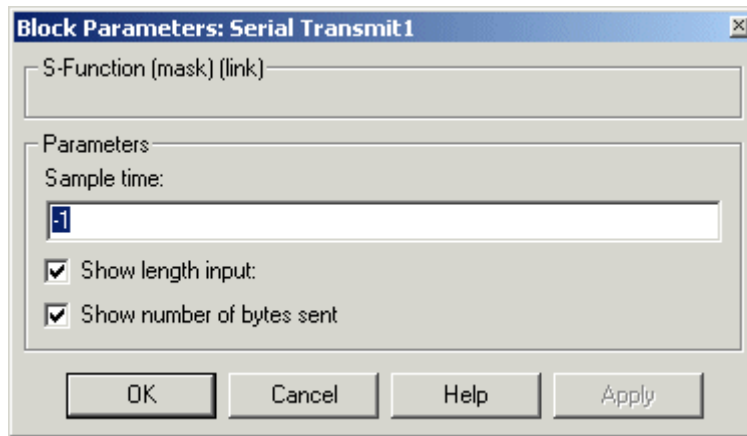 Block Parameters: Serial Transmit1
S-Function (mask) (link)
Parameters
Sample time:
-1
Show length input:
Show number of bytes sent
OK Cancel Help Apply